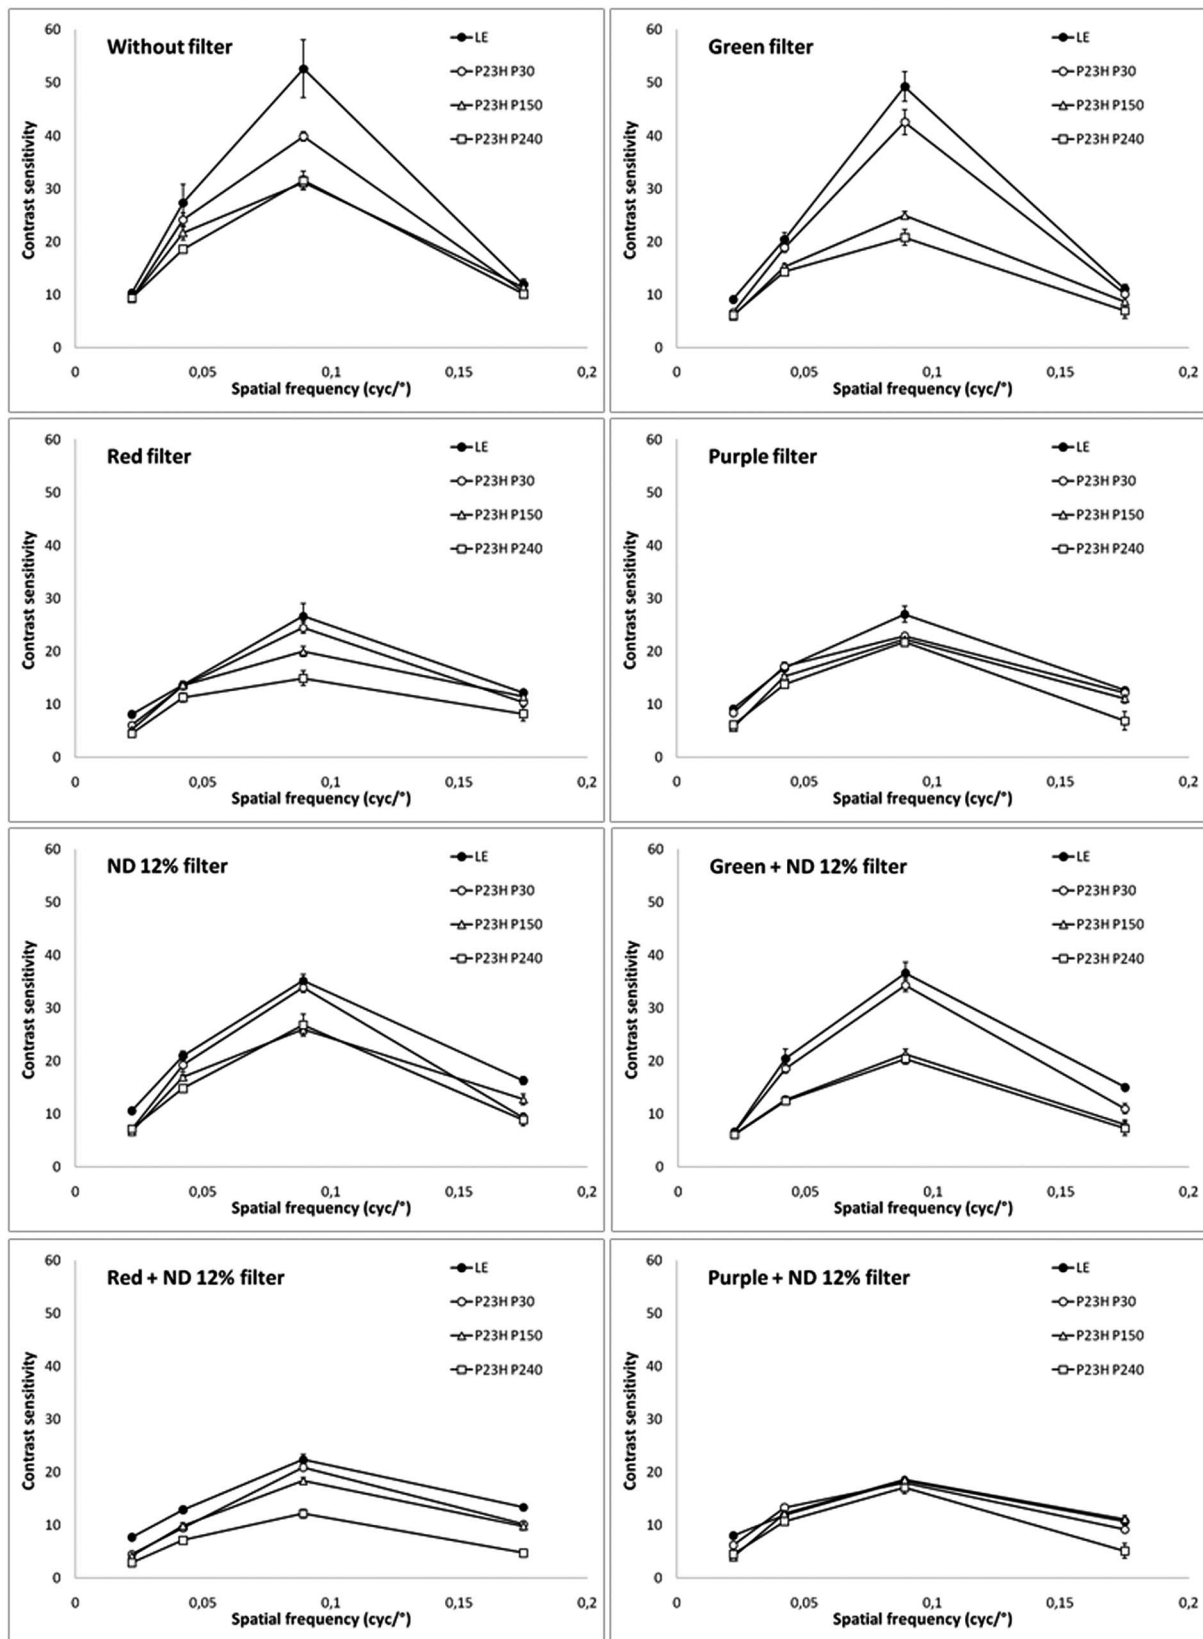 Without filter
LE
P23H P30
P23H P150
P23H P240
Contrast sensitivity
60
50
40
30
20
10
0
0 0,05 0,1 0,15 0,2
Spatial frequency (cyc/°)
Green filter
LE
P23H P30
P23H P150
P23H P240
Contrast sensitivity
60
50
40
30
20
10
0
0 0,05 0,1 0,15 0,2
Spatial frequency (cyc/°)
Red filter
LE
P23H P30
P23H P150
P23H P240
Contrast sensitivity
60
50
40
30
20
10
0
0 0,05 0,1 0,15 0,2
Spatial frequency (cyc/°)
Purple filter
LE
P23H P30
P23H P150
P23H P240
Contrast sensitivity
60
50
40
30
20
10
0
0 0,05 0,1 0,15 0,2
Spatial frequency (cyc/°)
ND 12% filter
LE
P23H P30
P23H P150
P23H P240
Contrast sensitivity
60
50
40
30
20
10
0
0 0,05 0,1 0,15 0,2
Spatial frequency (cyc/°)
Green + ND 12% filter
LE
P23H P30
P23H P150
P23H P240
Contrast sensitivity
60
50
40
30
20
10
0
0 0,05 0,1 0,15 0,2
Spatial frequency (cyc/°)
Red + ND 12% filter
LE
P23H P30
P23H P150
P23H P240
Contrast sensitivity
60
50
40
30
20
10
0
0 0,05 0,1 0,15 0,2
Spatial frequency (cyc/°)
Purple + ND 12% filter
LE
P23H P30
P23H P150
P23H P240
Contrast sensitivity
60
50
40
30
20
10
0
0 0,05 0,1 0,15 0,2
Spatial frequency (cyc/°)